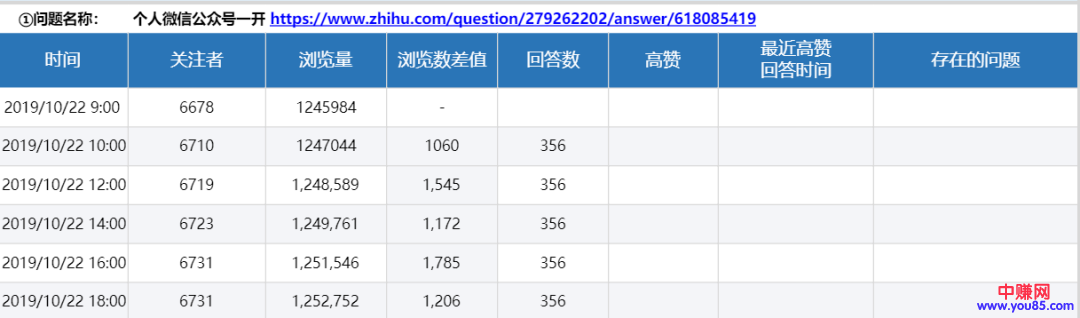 ①问题名称： 个人微信公众号一开 https://www.zhihu.com/question/279262202/answer/618085419
时间 关注者 浏览量 浏览数差值 回答数 高赞 最近高赞回答时间 存在的问题
2019/10/22 9:00 6678 1245984 -
2019/10/22 10:00 6710 1247044 1060 356
2019/10/22 12:00 6719 1,248,589 1,545 356
2019/10/22 14:00 6723 1,249,761 1,172 356
2019/10/22 16:00 6731 1,251,546 1,785 356
2019/10/22 18:00 6731 1,252,752 1,206 356
中赚网
www.you85.com